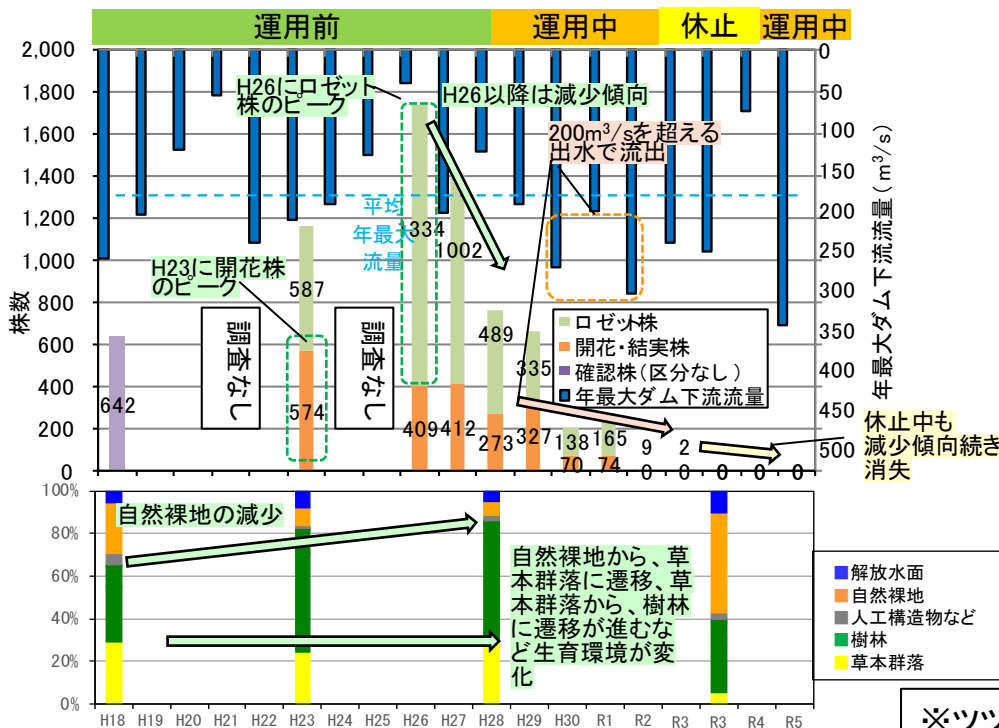 運用前
運用中
休止
運用中
2,000
1,800
1,600
1,400
1,200
1,000
800
600
400
200
0
株数
0
50
100
150
200
250
300
350
400
450
500
年最大ダム下流流量(m³/s)
H26にロゼット
株のピーク
H26以降は減少傾向
200m³/sを超える
出水で流出
平均
年最大
流量
H23に開花株
のピーク
調査なし
調査なし
642
587
574
334
409
1002
412
489
273
335
327
138
70
165
74
9
0
2
0
0
0
0
0
ロゼット株
開花・結実株
確認株(区分なし)
年最大ダム下流流量
休止中も
減少傾向続き
消失
100%
80%
60%
40%
20%
0%
自然裸地の減少
自然裸地から、草
本群落に遷移、草
本群落から、樹林
に遷移が進むな
ど生育環境が変
化
解放水面
自然裸地
人工構造物など
樹林
草本群落
H18 H19 H20 H21 H22 H23 H24 H25 H26 H27 H28 H29 H30 R1 R2 R3 R3 R4 R5
※ツツ